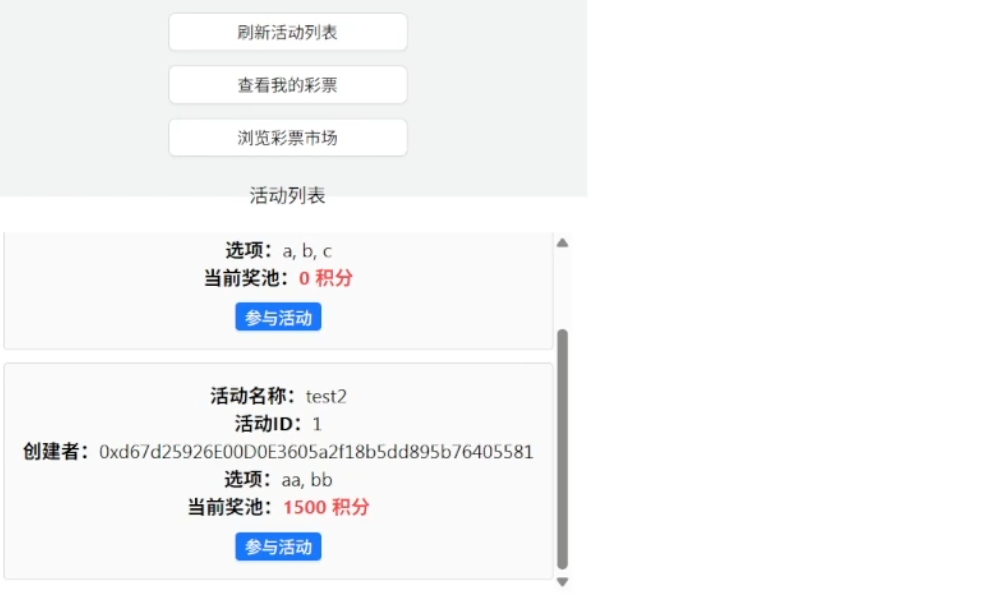 刷新活动列表
查看我的彩票
浏览彩票市场
活动列表
选项：a, b, c
当前奖池：0 积分
参与活动
活动名称：test2
活动ID：1
创建者：0xd67d25926E00D0E3605a2f18b5dd895b76405581
选项：aa, bb
当前奖池：1500 积分
参与活动